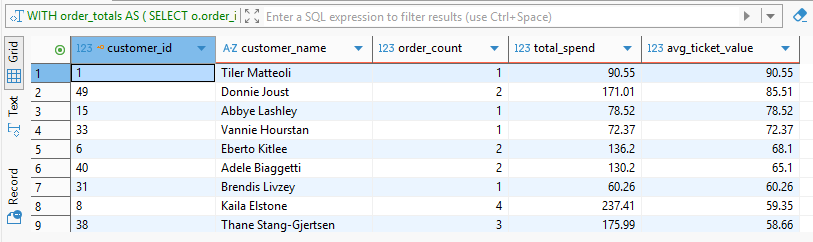 WITH order_totals AS ( SELECT o.order_i Enter a SQL expression to filter results (use Ctrl+Space)
Grid
Text
Record
123 customer_id A-Z customer_name 123 order_count 123 total_spend 123 avg_ticket_value
1 1 Tiler Matteoli 1 90.55 90.55
2 49 Donnie Joust 2 171.01 85.51
3 15 Abbye Lashley 1 78.52 78.52
4 33 Vannie Hourstan 1 72.37 72.37
5 6 Eberto Kitlee 2 136.2 68.1
6 40 Adele Biaggetti 2 130.2 65.1
7 31 Brendis Livzey 1 60.26 60.26
8 8 Kaila Elstone 4 237.41 59.35
9 38 Thane Stang-Gjertsen 3 175.99 58.66